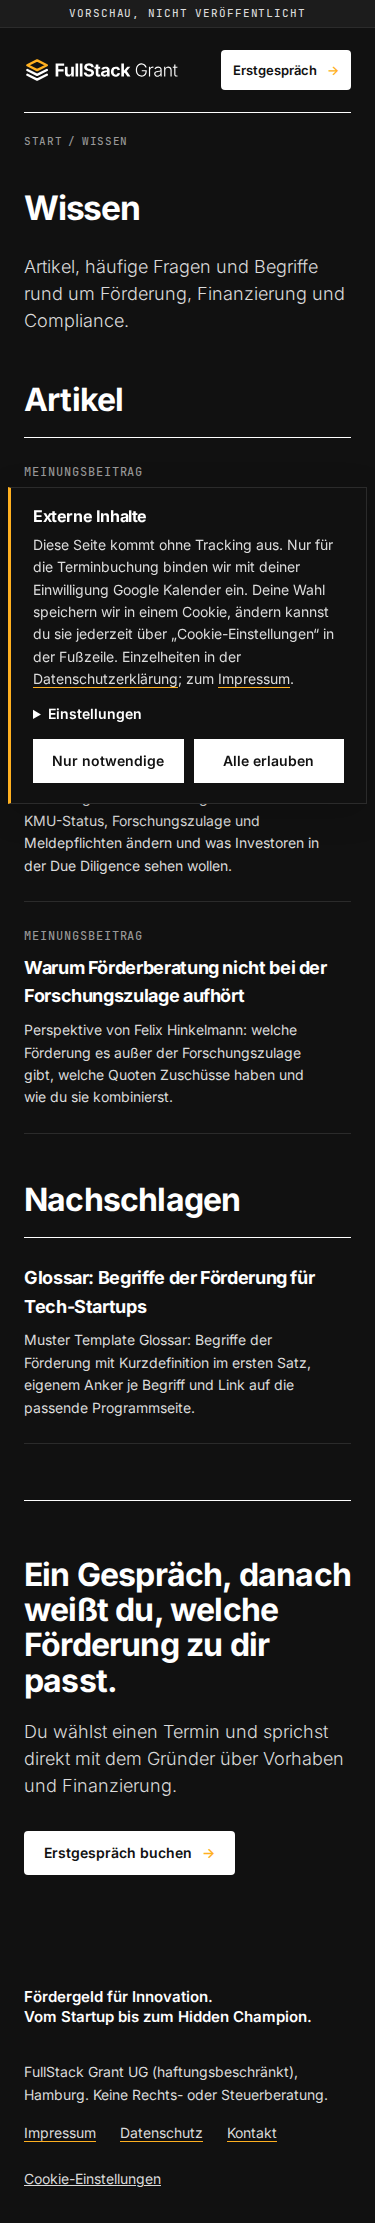 VORSCHAU, NICHT VERÖFFENTLICHT
FullStack Grant
Erstgespräch →
START / WISSEN
Wissen
Artikel, häufige Fragen und Begriffe
rund um Förderung, Finanzierung und
Compliance.
Artikel
MEINUNGSBEITRAG
Externe Inhalte
Diese Seite kommt ohne Tracking aus. Nur für
die Terminbuchung binden wir mit deiner
Einwilligung Google Kalender ein. Deine Wahl
speichern wir in einem Cookie, ändern kannst
du sie jederzeit über „Cookie-Einstellungen“ in
der Fußzeile. Einzelheiten in der
Datenschutzerklärung; zum Impressum.
▶ Einstellungen
Nur notwendige
Alle erlauben
KMU-Status, Forschungszulage und
Meldepflichten ändern und was Investoren in
der Due Diligence sehen wollen.
MEINUNGSBEITRAG
Warum Förderberatung nicht bei der
Forschungszulage aufhört
Perspektive von Felix Hinkelmann: welche
Förderung es außer der Forschungszulage
gibt, welche Quoten Zuschüsse haben und
wie du sie kombinierst.
Nachschlagen
Glossar: Begriffe der Förderung für
Tech-Startups
Muster Template Glossar: Begriffe der
Förderung mit Kurzdefinition im ersten Satz,
eigenem Anker je Begriff und Link auf die
passende Programmseite.
Ein Gespräch, danach
weißt du, welche
Förderung zu dir
passt.
Du wählst einen Termin und sprichst
direkt mit dem Gründer über Vorhaben
und Finanzierung.
Erstgespräch buchen →
Fördergeld für Innovation.
Vom Startup bis zum Hidden Champion.
FullStack Grant UG (haftungsbeschränkt),
Hamburg. Keine Rechts- oder Steuerberatung.
Impressum Datenschutz Kontakt
Cookie-Einstellungen